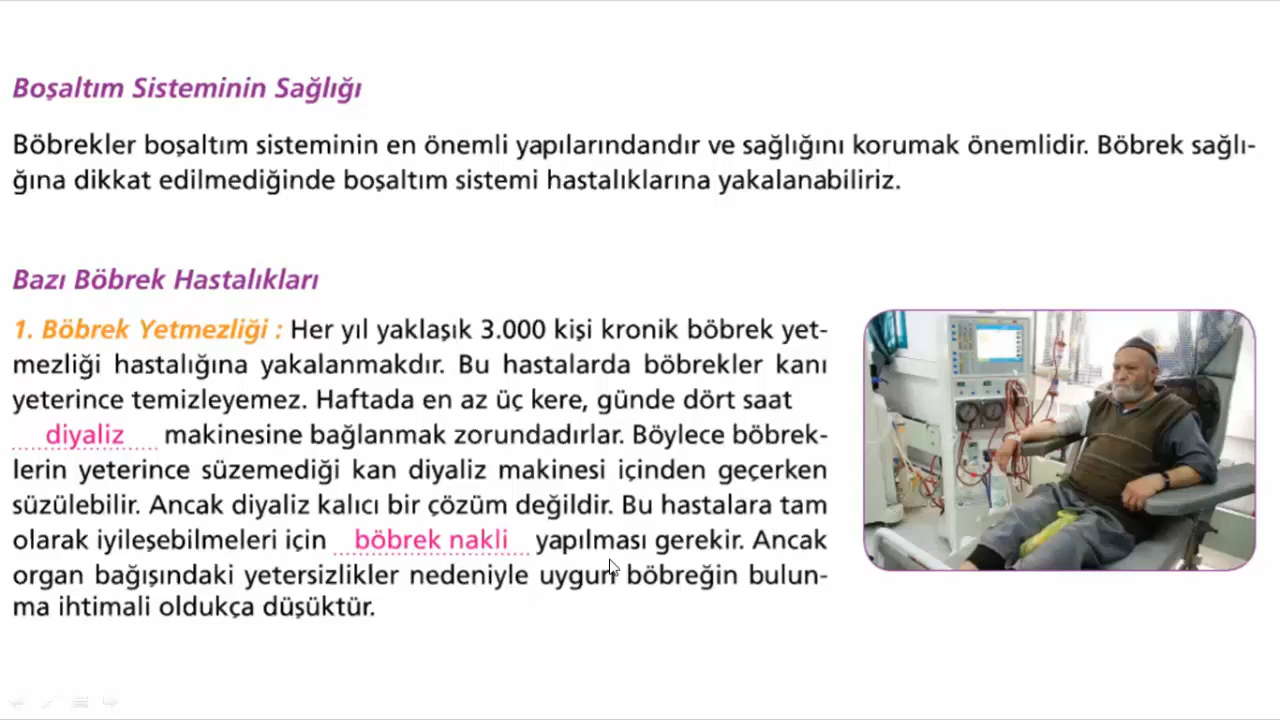 Boşaltım Sisteminin Sağlığı
Böbrekler boşaltım sisteminin en önemli yapılarındandır ve sağlığını korumak önemlidir. Böbrek sağlı-
ğına dikkat edilmediğinde boşaltım sistemi hastalıklarına yakalanabiliriz.
Bazı Böbrek Hastalıkları
1. Böbrek Yetmezliği : Her yıl yaklaşık 3.000 kişi kronik böbrek yet-
mezliği hastalığına yakalanmakdır. Bu hastalarda böbrekler kanı
yeterince temizleyemez. Haftada en az üç kere, günde dört saat
diyaliz makinesine bağlanmak zorundadırlar. Böylece böbrek-
lerin yeterince süzemediği kan diyaliz makinesi içinden geçerken
süzülebilir. Ancak diyaliz kalıcı bir çözüm değildir. Bu hastalara tam
olarak iyileşebilmeleri için böbrek nakli yapılması gerekir. Ancak
organ bağışındaki yetersizlikler nedeniyle uygun böbreğin bulun-
ma ihtimali oldukça düşüktür.